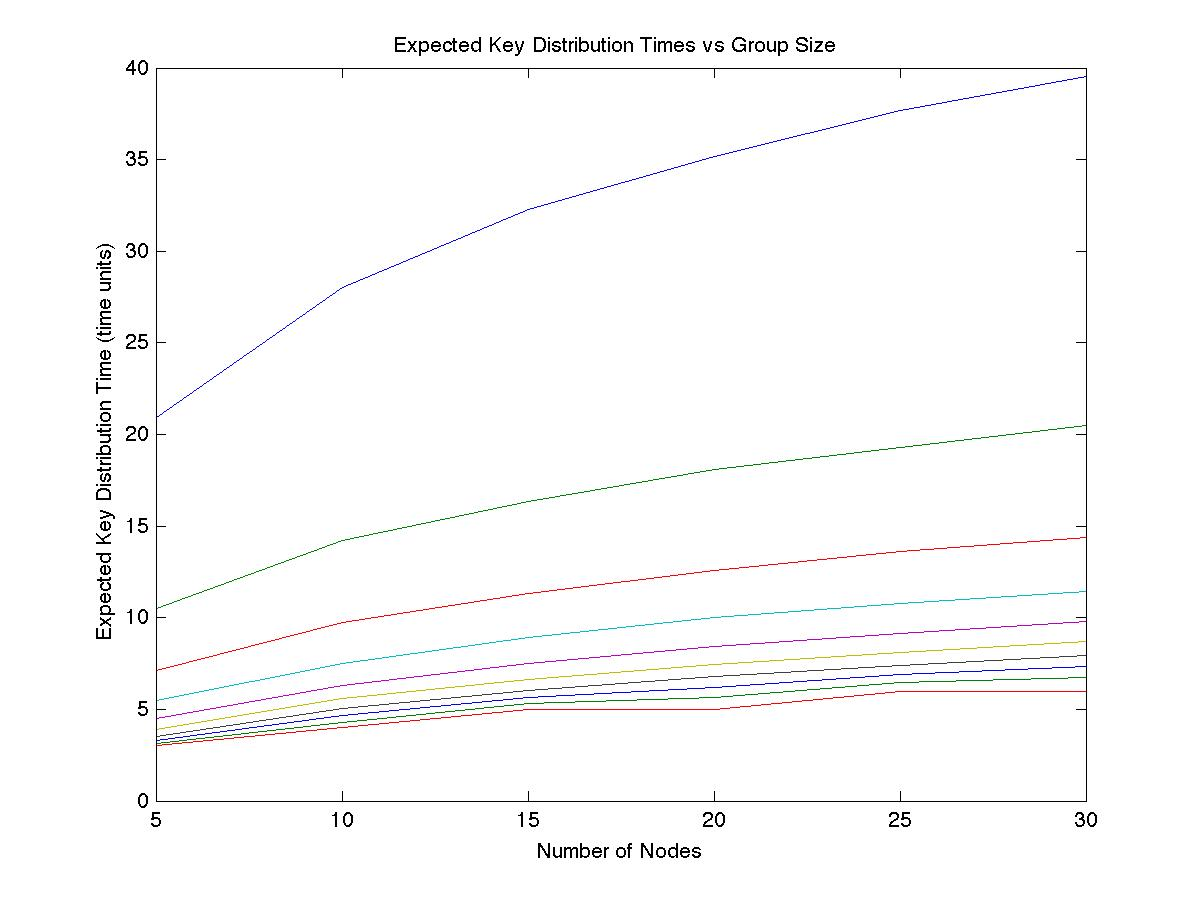 Expected Key Distribution Times vs Group Size
40
35
30
25
20
15
10
5
0
Expected Key Distribution Time (time units)
5 10 15 20 25 30
Number of Nodes